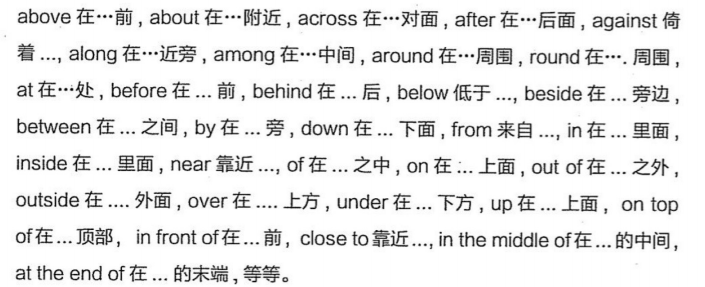 above 在…前 , about 在…附近 , across 在…对面 , after 在…后面 , against 倚
着 ..., along 在…近旁 , among 在…中间 , around 在…周围 , round 在…. 周围 ,
at 在…处 , before 在 ... 前 , behind 在 ... 后 , below 低于 ..., beside 在 ... 旁边 ,
between 在 ... 之间 , by 在 ... 旁 , down 在 ... 下面 , from 来自 ..., in 在 ... 里面 ,
inside 在 ... 里面 , near 靠近 ..., of 在 ... 之中 , on 在 ... 上面 , out of 在 ... 之外 ,
outside 在 .... 外面 , over 在 .... 上方 , under 在 ... 下方 , up 在 ... 上面， on top
of 在 ... 顶部， in front of 在 ... 前，close to 靠近 ..., in the middle of 在 ... 的中间，
at the end of 在 ... 的末端 , 等等。